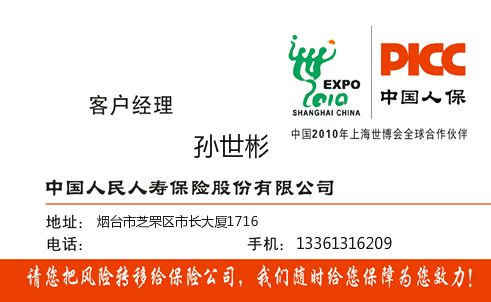 EXPO
2010
SHANGHAI CHINA
PICC
中国人保
中国2010年上海世博会全球合作伙伴
客户经理
孙世彬
中国人民人寿保险股份有限公司
地址: 烟台市芝罘区市长大厦1716
电话: 手机: 13361316209
请您把风险转移给保险公司,我们随时给您保障为您致力!